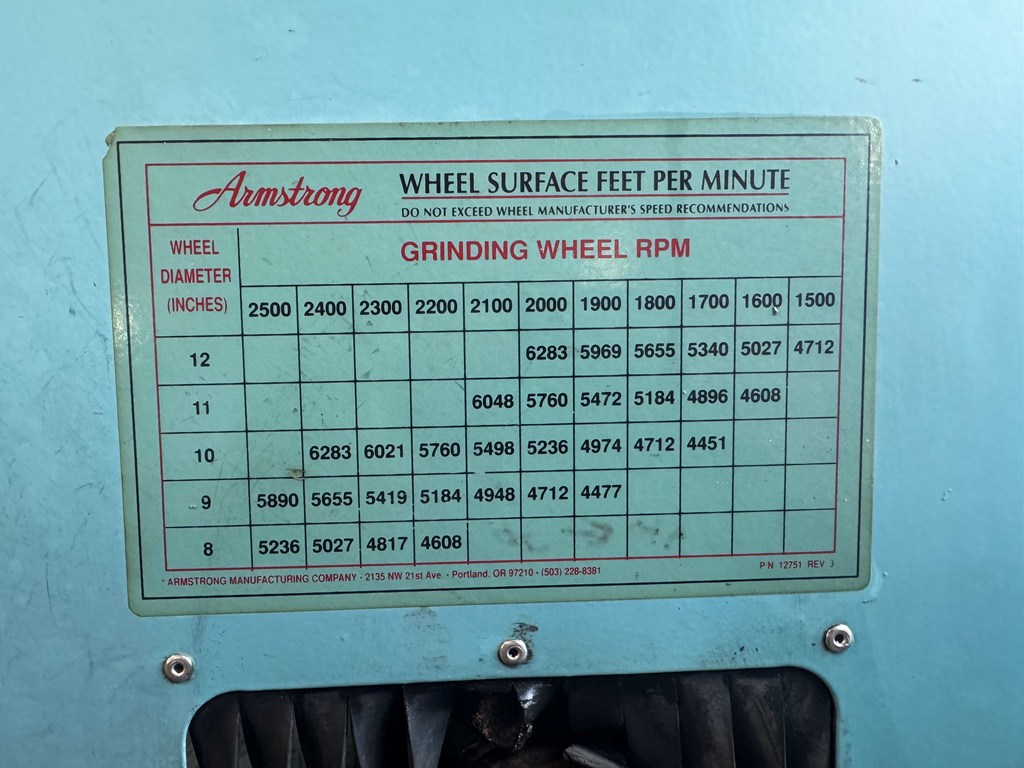 Armstrong
WHEEL SURFACE FEET PER MINUTE
DO NOT EXCEED WHEEL MANUFACTURER'S SPEED RECOMMENDATIONS
WHEEL
DIAMETER
(INCHES)
GRINDING WHEEL RPM
2500 2400 2300 2200 2100 2000 1900 1800 1700 1600 1500
12 6283 5969 5655 5340 5027 4712
11 6048 5760 5472 5184 4896 4608
10 6283 6021 5760 5498 5236 4974 4712 4451
9 5890 5655 5419 5184 4948 4712 4477
8 5236 5027 4817 4608
ARMSTRONG MANUFACTURING COMPANY · 2135 NW 21st Ave · Portland, OR 97210 · (503) 228-8381
P/N 12751 REV 3